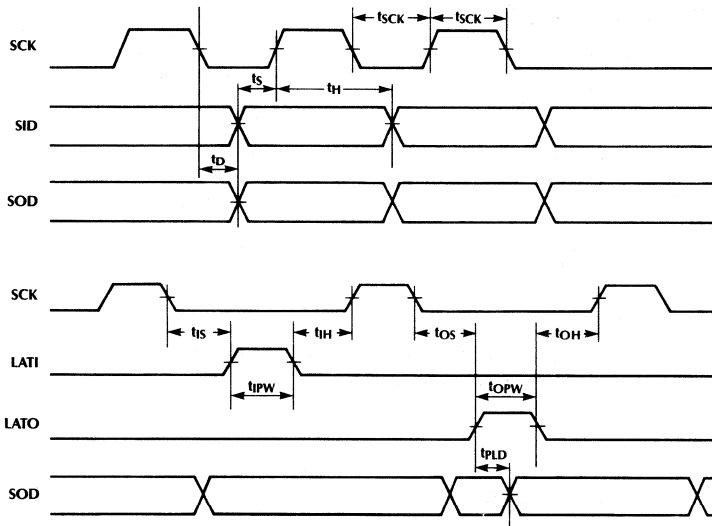 tSCK tSCK
SCK
tS tH
SID
tD
SOD
SCK
tIS tIH tOS tOH
LATI
tIPW tOPW
LATO
tPLD
SOD